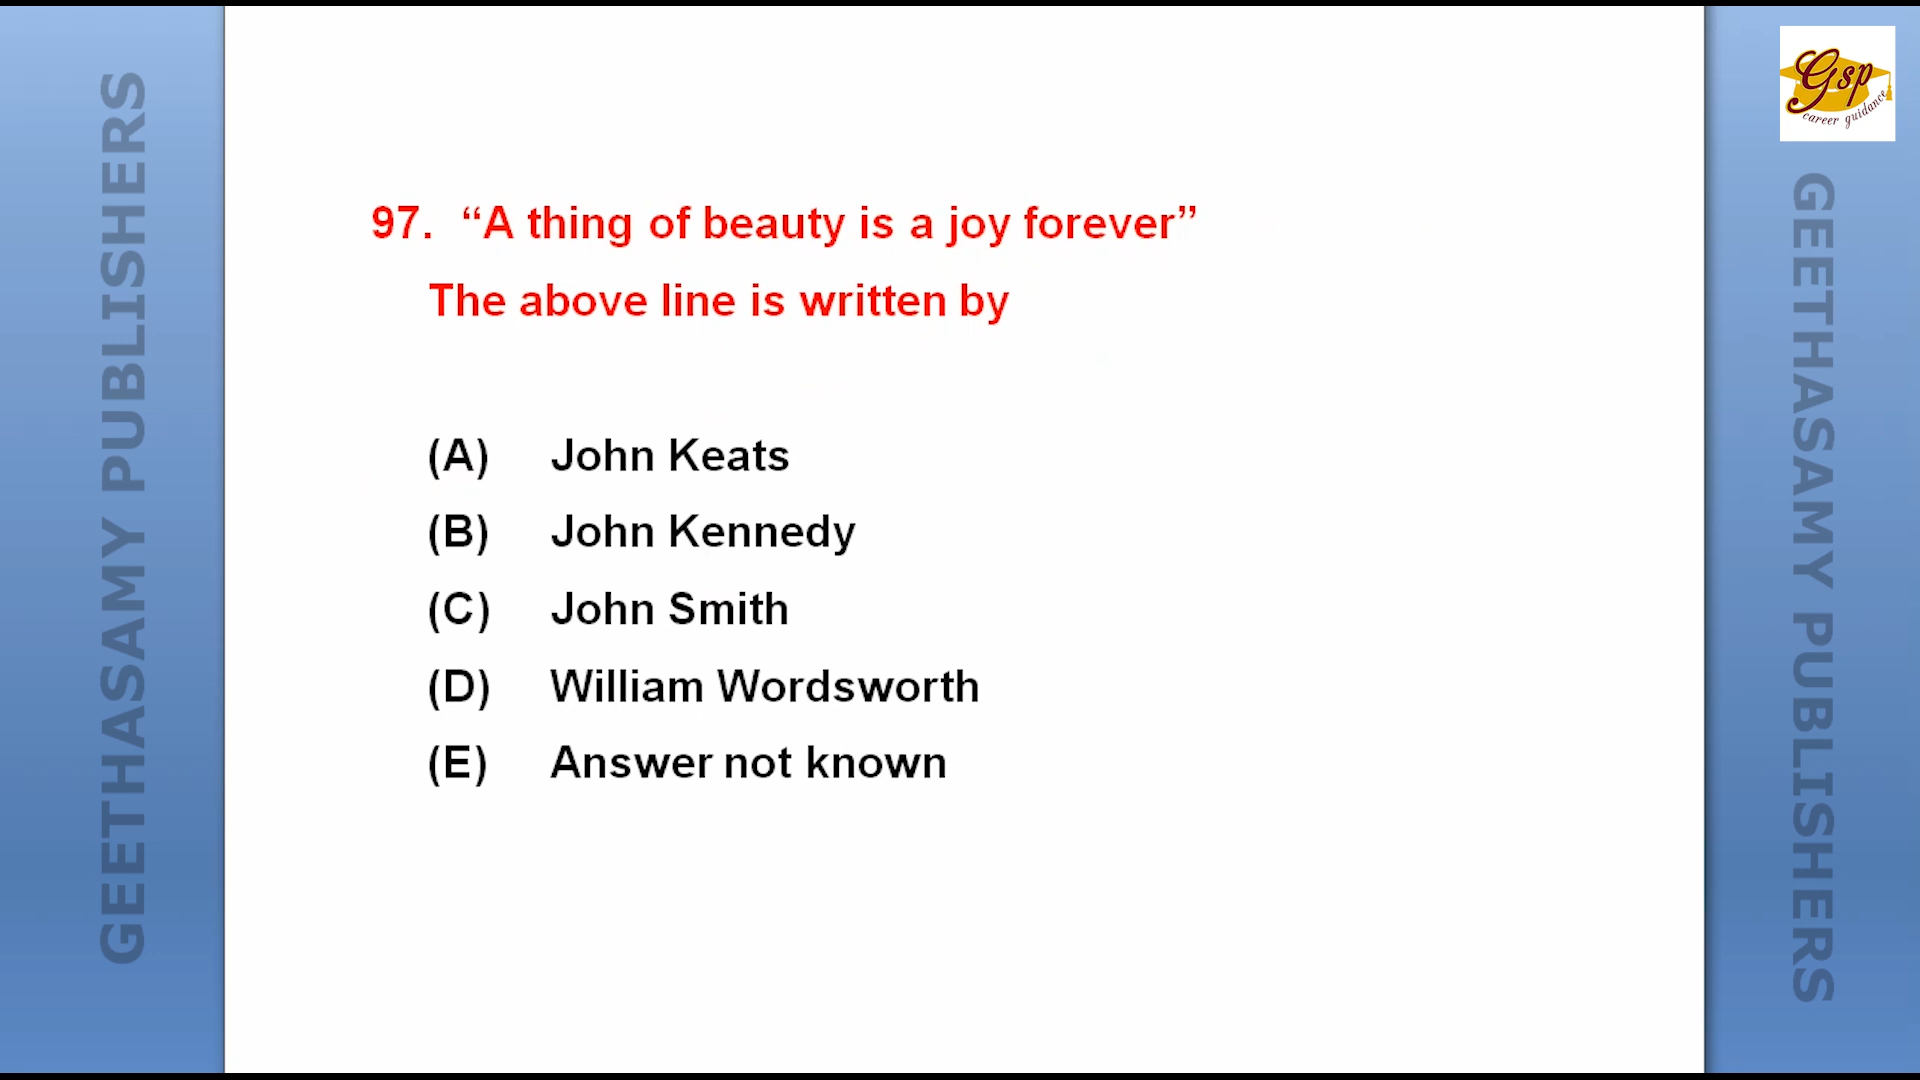 GEETHASAMY PUBLISHERS
97. “A thing of beauty is a joy forever”
The above line is written by
(A) John Keats
(B) John Kennedy
(C) John Smith
(D) William Wordsworth
(E) Answer not known
Gsp
career guidance
GEETHASAMY PUBLISHERS